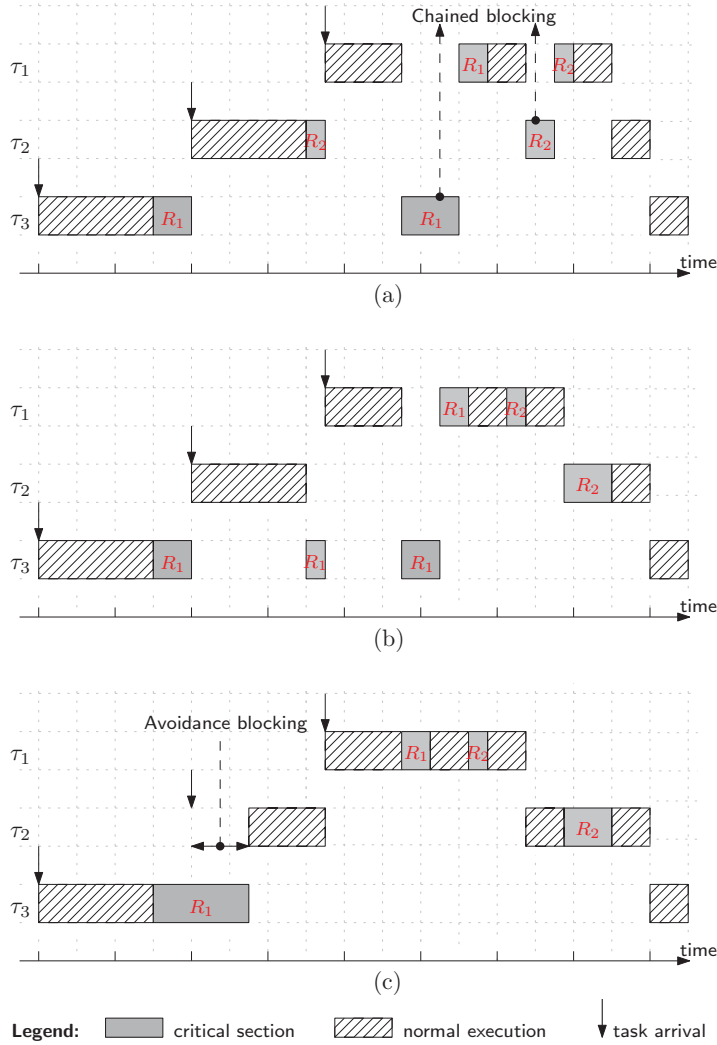 Chained blocking
τ1 R1 R2
τ2 R2 R2
τ3 R1 R1
time
(a)
τ1 R1 R2
τ2 R2
τ3 R1 R1 R1
time
(b)
Avoidance blocking
τ1 R1 R2
τ2 R2
τ3 R1
time
(c)
Legend: critical section normal execution task arrival